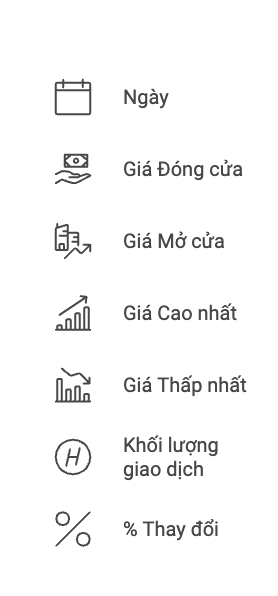 Ngày
Giá Đóng cửa
Giá Mở cửa
Giá Cao nhất
Giá Thấp nhất
H
Khối lượng
giao dịch
% Thay đổi